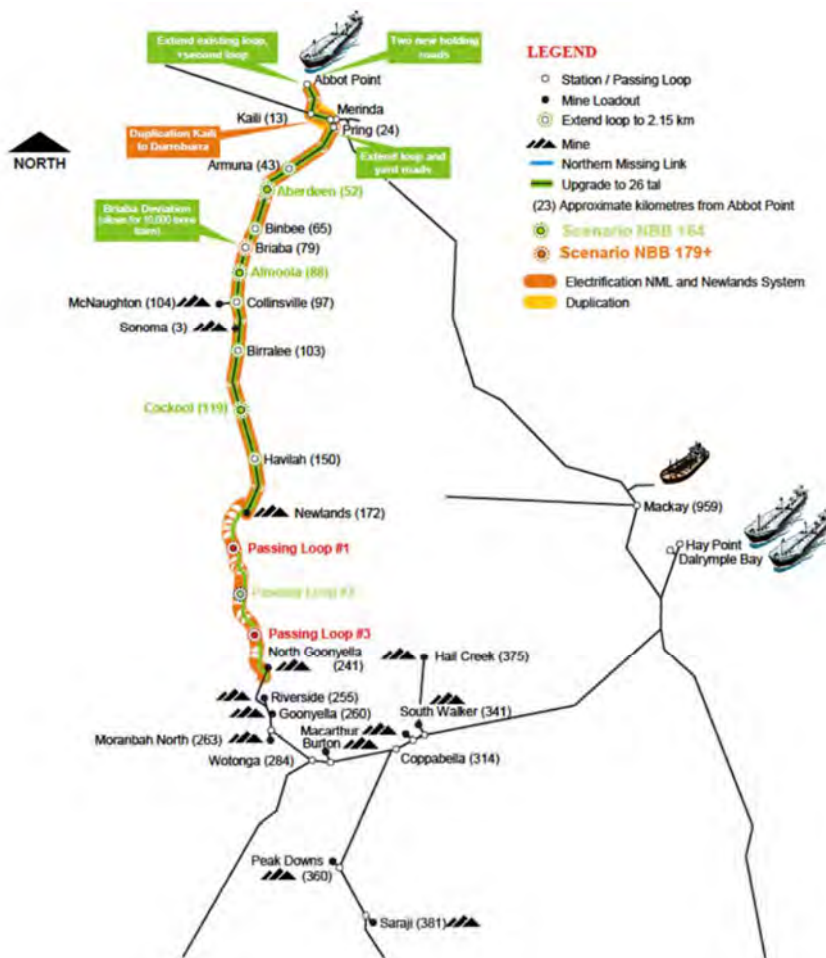 Extend existing loop,
+second loop
Two new holding
roads
Abbot Point
Kaili (13)
Merinda
Duplication Kaili
to Durroburra
Pring (24)
NORTH
Armuna (43)
Extend loop and
yard roads
Aberdeen (52)
Briaba Deviation
(allows for 10,000 tonne
trains)
Binbee (65)
Briaba (79)
Almoola (88)
McNaughton (104)
Collinsville (97)
Sonoma (3)
Birralee (103)
Cockool (119)
Havilah (150)
Newlands (172)
Passing Loop #1
Passing Loop #2
Passing Loop #3
North Goonyella
(241)
Riverside (255)
Goonyella (260)
Moranbah North (263)
Wotonga (284)
Hail Creek (375)
South Walker (341)
Macarthur
Burton
Coppabella (314)
Peak Downs
(360)
Saraji (381)
Mackay (959)
Hay Point
Dalrymple Bay
LEGEND
Station / Passing Loop
Mine Loadout
Extend loop to 2.15 km
Mine
Northern Missing Link
Upgrade to 26 tal
(23) Approximate kilometres from Abbot Point
Scenario NBB 164
Scenario NBB 179+
Electrification NML and Newlands System
Duplication